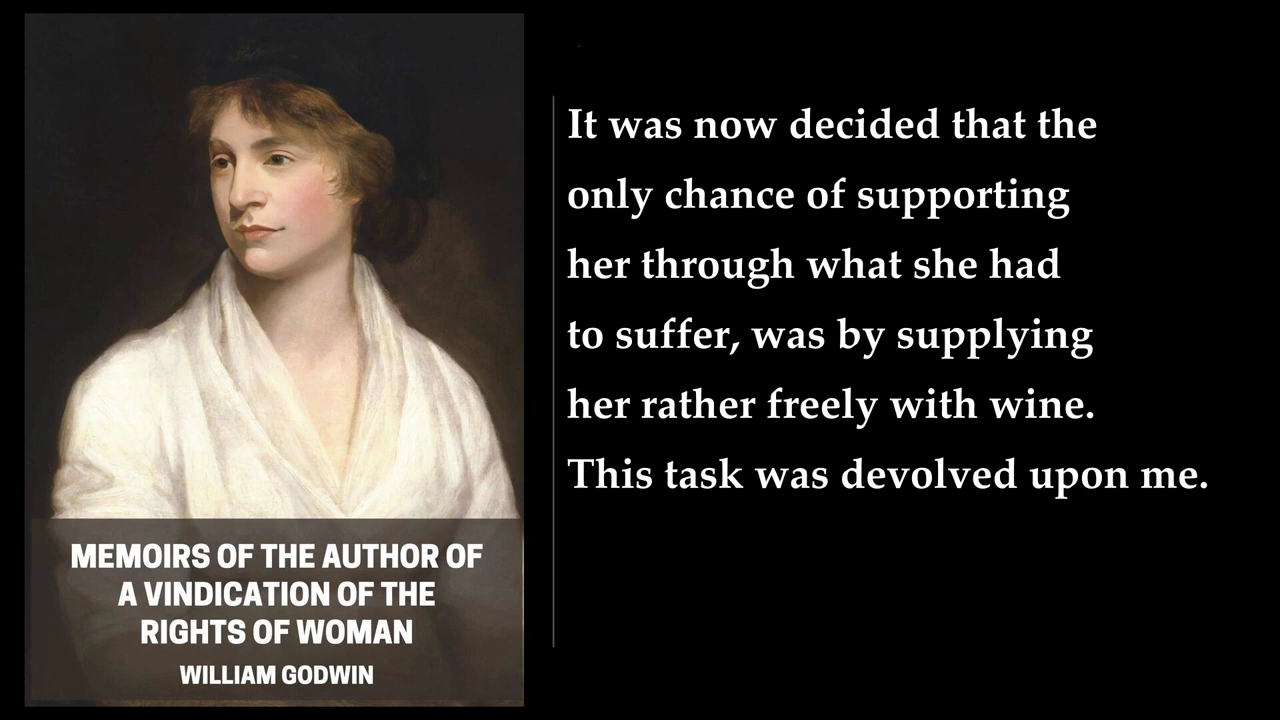 MEMOIRS OF THE AUTHOR OF
A VINDICATION OF THE
RIGHTS OF WOMAN
WILLIAM GODWIN
It was now decided that the
only chance of supporting
her through what she had
to suffer, was by supplying
her rather freely with wine.
This task was devolved upon me.